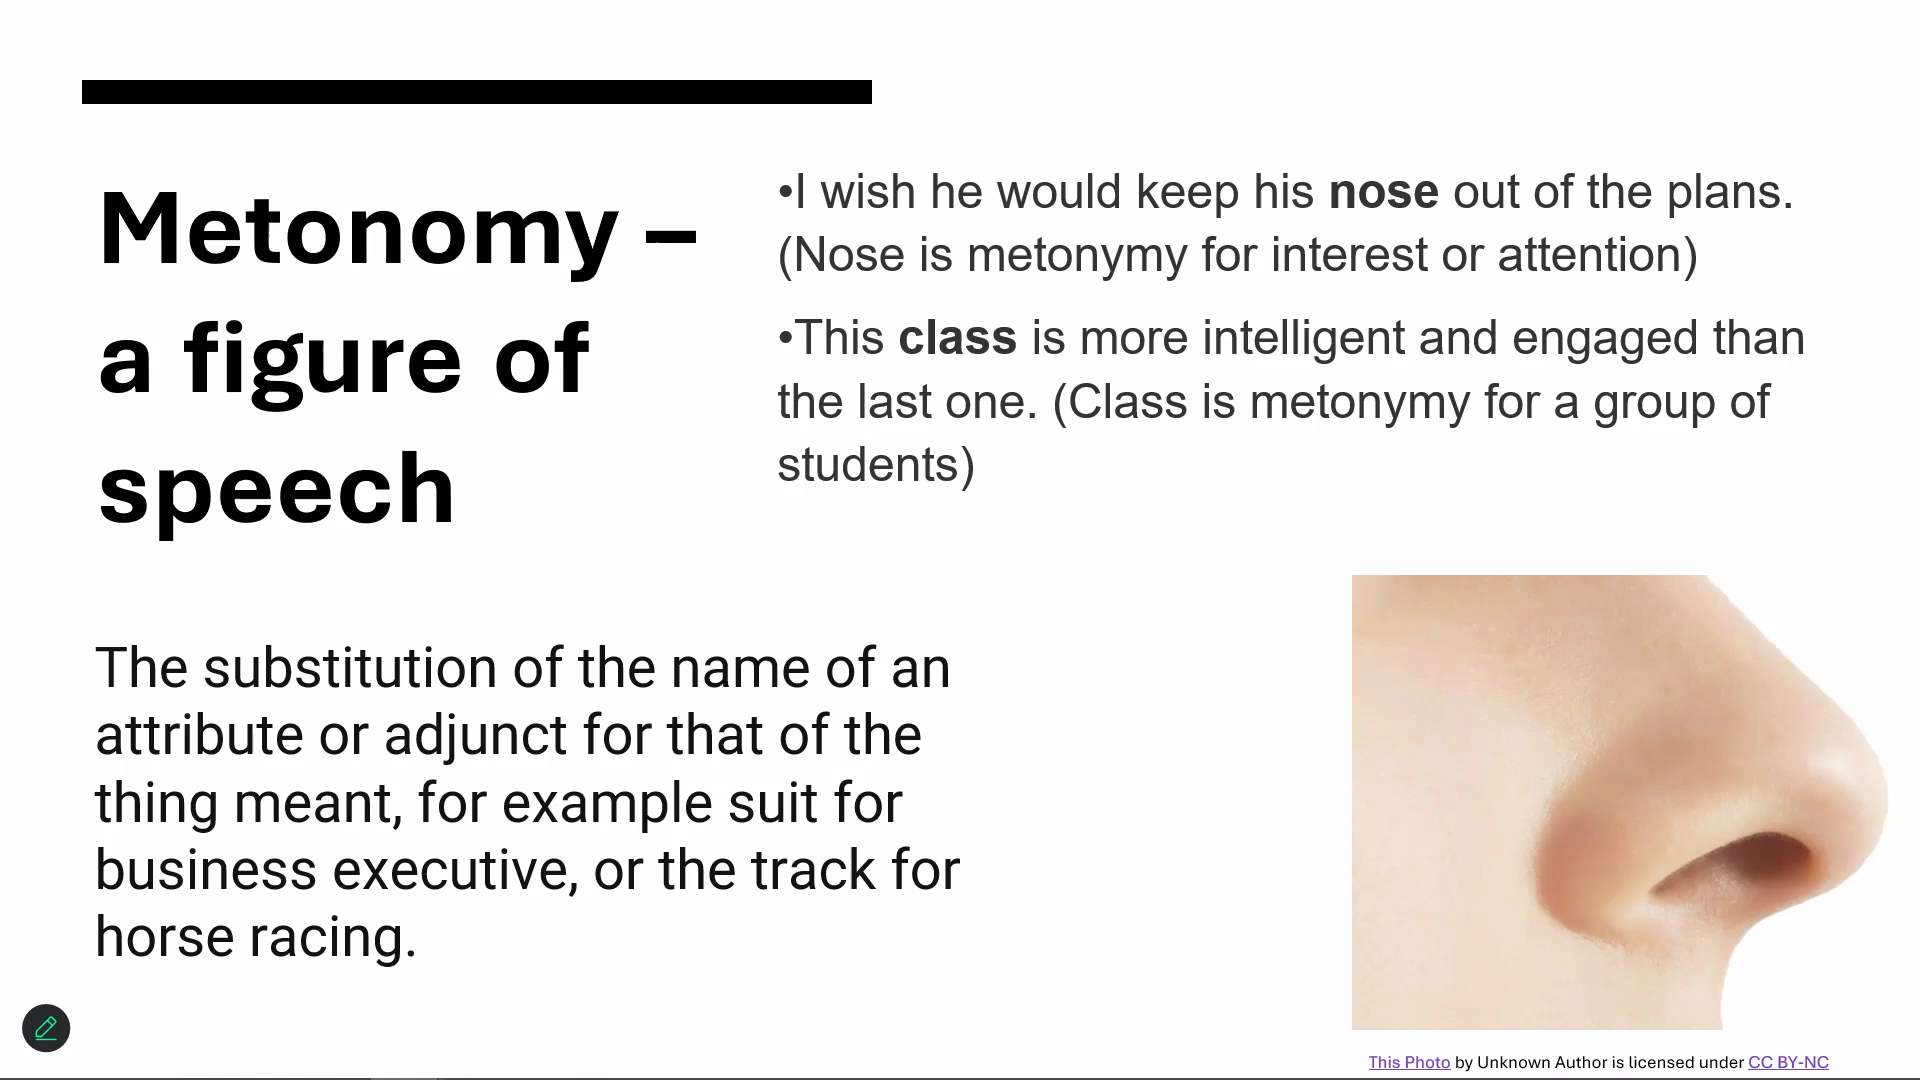 Metonomy –
a figure of
speech
•I wish he would keep his nose out of the plans.
(Nose is metonymy for interest or attention)
•This class is more intelligent and engaged than
the last one. (Class is metonymy for a group of
students)
The substitution of the name of an
attribute or adjunct for that of the
thing meant, for example suit for
business executive, or the track for
horse racing.
This Photo by Unknown Author is licensed under CC BY-NC